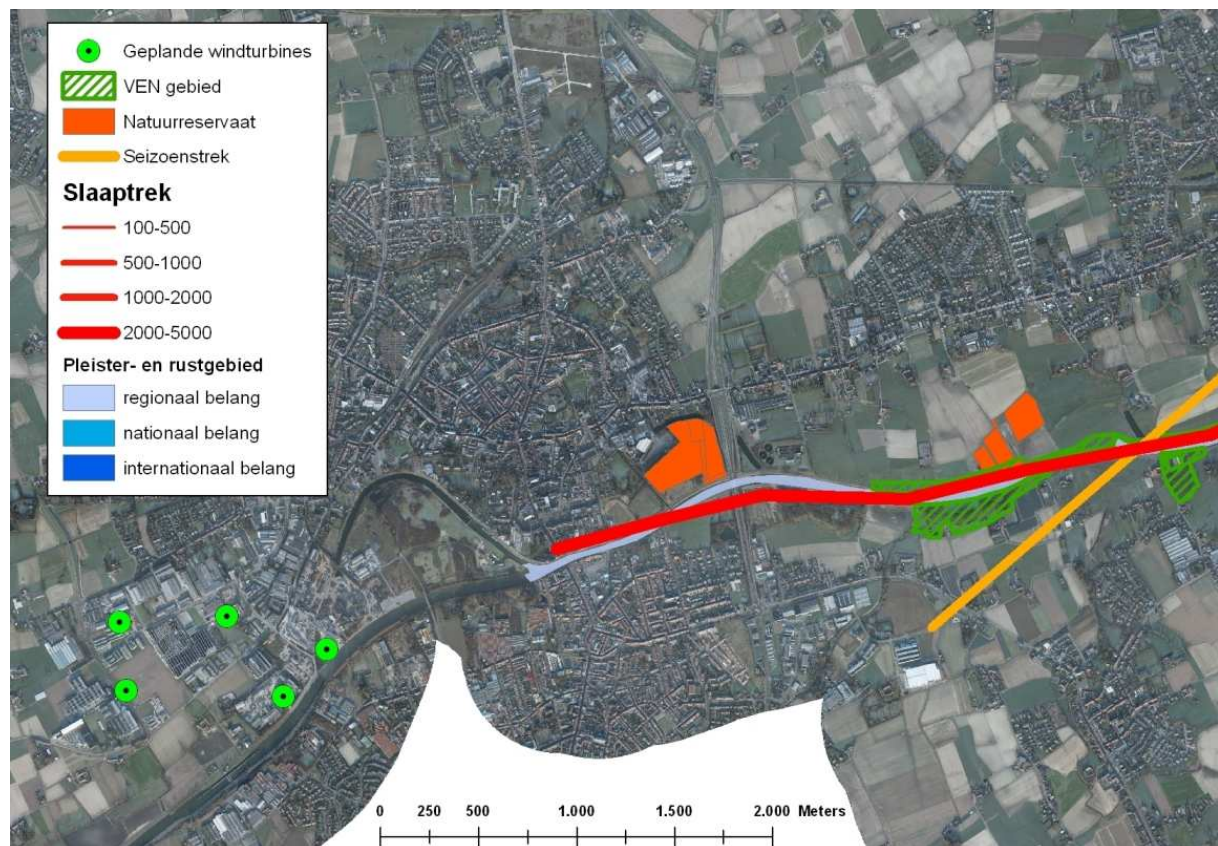 Geplande windturbines
VEN gebied
Natuurreservaat
Seizoenstrek
Slaaptrek
100-500
500-1000
1000-2000
2000-5000
Pleister- en rustgebied
regionaal belang
nationaal belang
internationaal belang
0 250 500 1.000 1.500 2.000 Meters